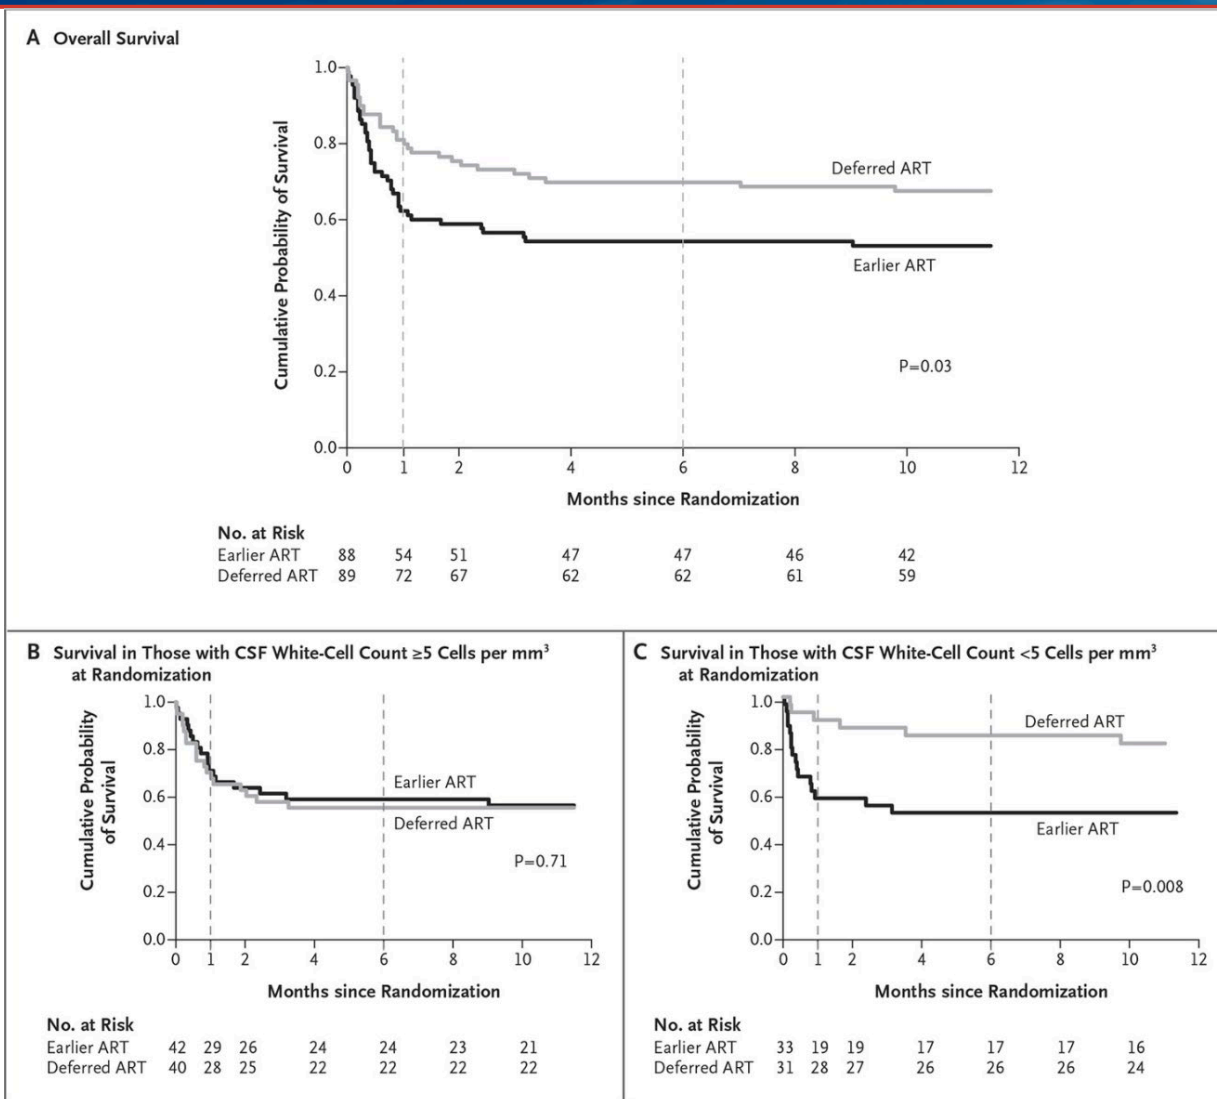 A Overall Survival
1.0
0.8
0.6
0.4
0.2
0.0
Cumulative Probability of Survival
Deferred ART
Earlier ART
P=0.03
0 1 2 4 6 8 10 12
Months since Randomization
No. at Risk
Earlier ART 88 54 51 47 47 46 42
Deferred ART 89 72 67 62 62 61 59
B Survival in Those with CSF White-Cell Count ≥5 Cells per mm³
at Randomization
1.0
0.8
0.6
0.4
0.2
0.0
Cumulative Probability
of Survival
Earlier ART
Deferred ART
P=0.71
0 1 2 4 6 8 10 12
Months since Randomization
No. at Risk
Earlier ART 42 29 26 24 24 23 21
Deferred ART 40 28 25 22 22 22 22
C Survival in Those with CSF White-Cell Count <5 Cells per mm³
at Randomization
1.0
0.8
0.6
0.4
0.2
0.0
Cumulative Probability
of Survival
Deferred ART
Earlier ART
P=0.008
0 1 2 4 6 8 10 12
Months since Randomization
No. at Risk
Earlier ART 33 19 19 17 17 17 16
Deferred ART 31 28 27 26 26 26 24